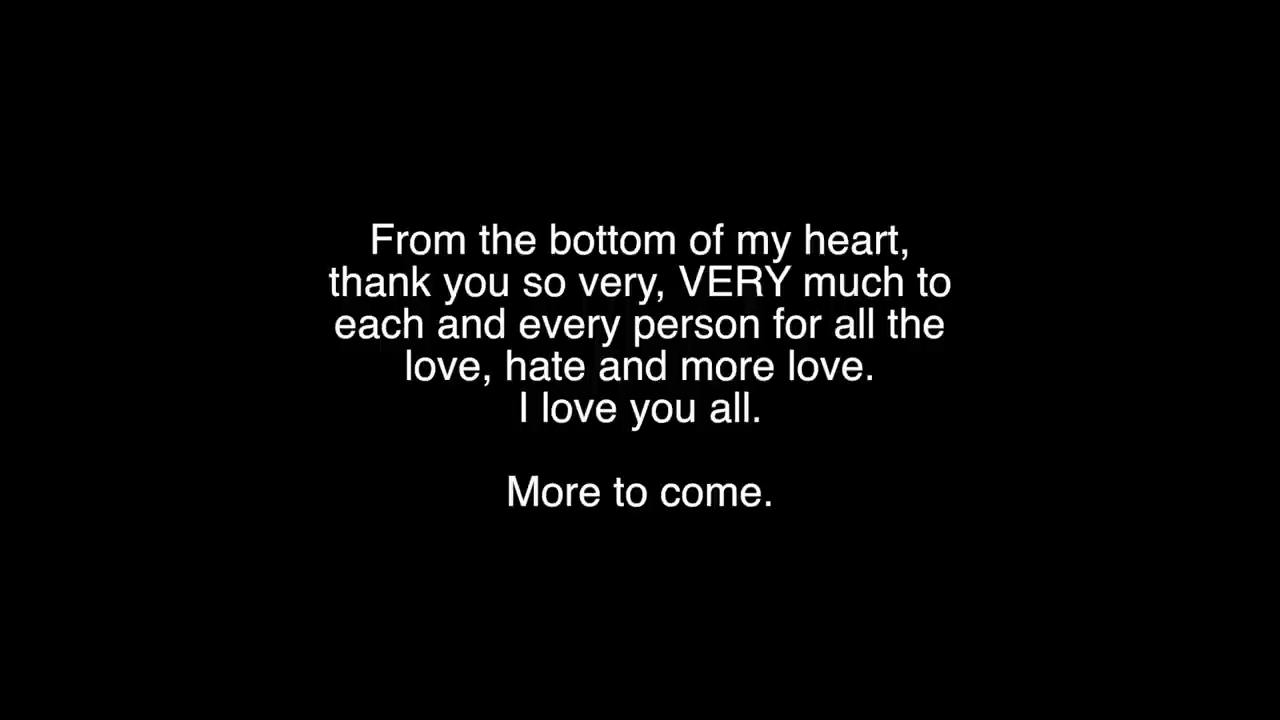 From the bottom of my heart,
thank you so very, VERY much to
each and every person for all the
love, hate and more love.
I love you all.
More to come.